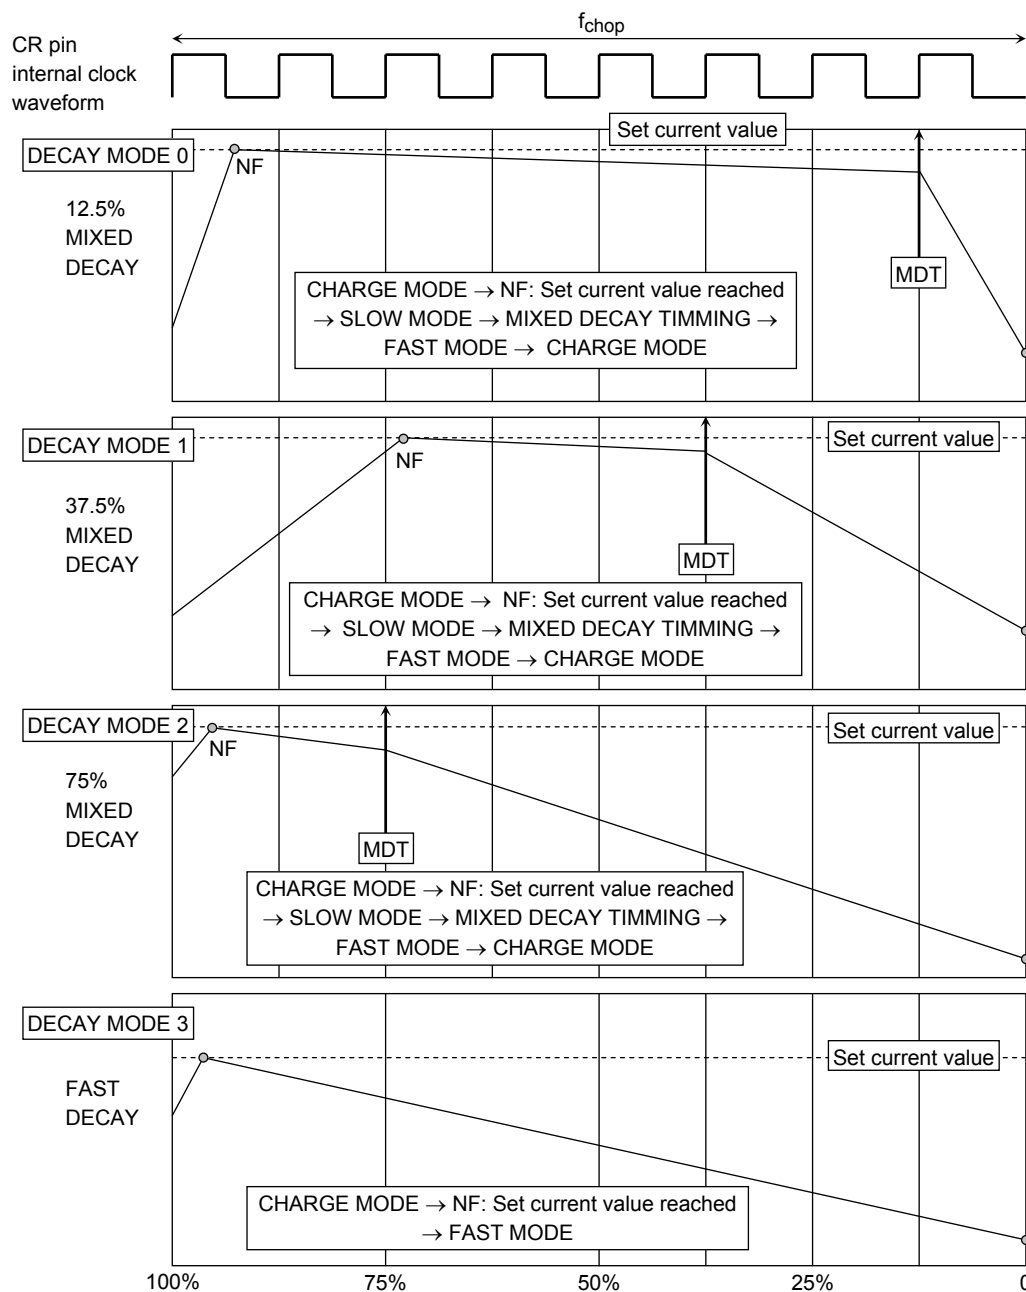 f_chop
CR pin
internal clock
waveform
Set current value
DECAY MODE 0
NF
12.5%
MIXED
DECAY
MDT
CHARGE MODE → NF: Set current value reached
→ SLOW MODE → MIXED DECAY TIMMING →
FAST MODE → CHARGE MODE
DECAY MODE 1
Set current value
NF
37.5%
MIXED
DECAY
MDT
CHARGE MODE → NF: Set current value reached
→ SLOW MODE → MIXED DECAY TIMMING →
FAST MODE → CHARGE MODE
DECAY MODE 2
Set current value
NF
75%
MIXED
DECAY
MDT
CHARGE MODE → NF: Set current value reached
→ SLOW MODE → MIXED DECAY TIMMING →
FAST MODE → CHARGE MODE
DECAY MODE 3
Set current value
FAST
DECAY
CHARGE MODE → NF: Set current value reached
→ FAST MODE
100% 75% 50% 25% 0